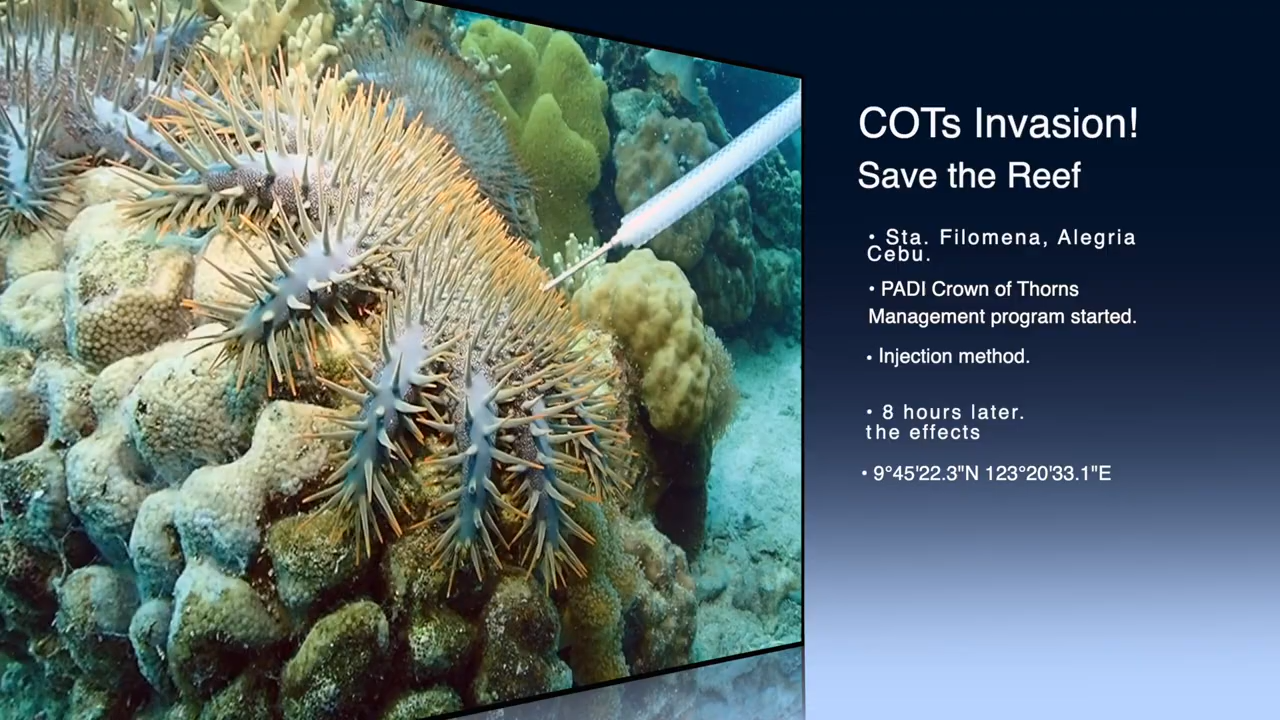 COTs Invasion!
Save the Reef
• Sta. Filomena, Alegria
Cebu.
• PADI Crown of Thorns
Management program started.
• Injection method.
• 8 hours later.
the effects
• 9°45'22.3"N 123°20'33.1"E